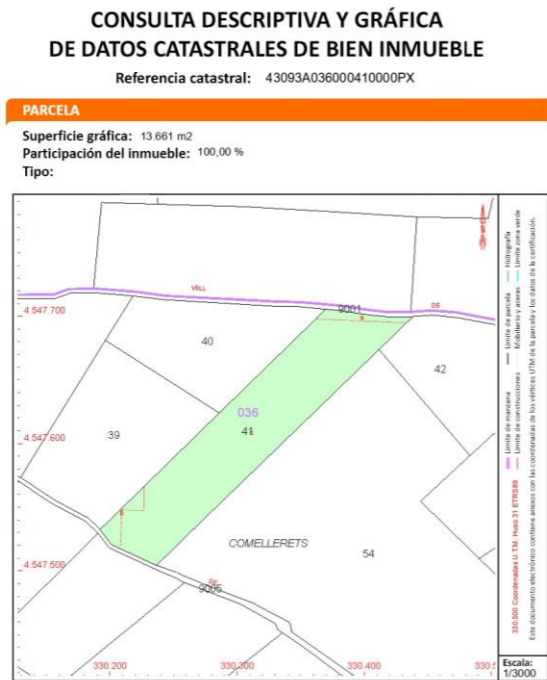 CONSULTA DESCRIPTIVA Y GRÁFICA
DE DATOS CATASTRALES DE BIEN INMUEBLE
Referencia catastral: 43093A036000410000PX
PARCELA
Superficie gráfica: 13.661 m2
Participación del inmueble: 100,00 %
Tipo:
VELL
9001
DE
4.547.700
40
42
036
41
4.547.600
39
COMELLERETS
54
4.547.500
DE
9005
330.200
330.300
330.400
Límite de manzana
Límite de parcela
Hidrografía
Límite de construcciones
Mobiliario y aceras
Límite zona verde
330.500 Coordenadas U.T.M. Huso 31 ETRS89
Este documento electrónico contiene anexos con las coordenadas de los vértices UTM de la parcela y los datos de la certificación.
Escala:
1/3000